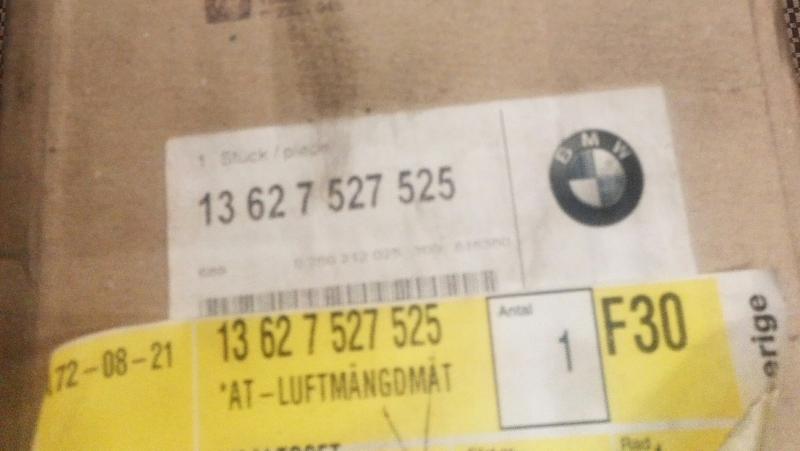 1 Stück / piece
13 62 7 527 525
BMW
72-08-21
13 62 7 527 525
*AT-LUFTMÄNGDMÄT
Antal
1
F30
erige
Rad